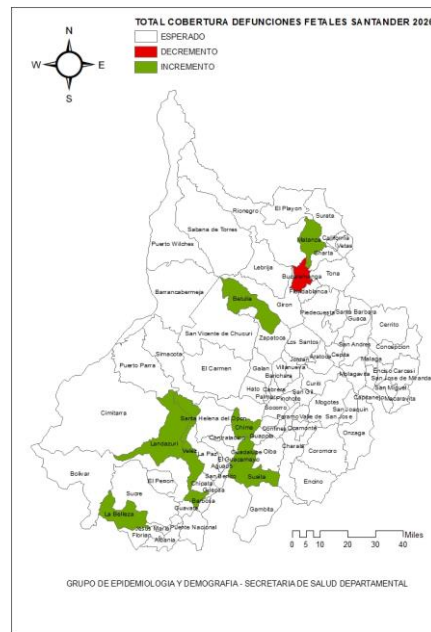 TOTAL COBERTURA DEFUNCIONES FETALES SANTANDER 2026
ESPERADO
DECREMENTO
INCREMENTO
N
W
E
S
El Playon
Rionegro
Surata
Sabana de Torres
Matanza
California
Vetas
Charta
Puerto Wilches
Lebrija
Bucaramanga
Tona
Floridablanca
Barrancabermeja
Betulia
Giron
Piedecuesta
Santa Barbara
Guaca
Zapatoca
Cerrito
San Vicente de Chucuri
Los Santos
San Andres
Concepcion
Simacota
Jordan
Aratoca
Cepita
Malaga
Puerto Parra
El Carmen
Galan
Villanueva
Barichara
Molagavita
Enciso
Carcasi
San Jose de Miranda
Hato
Cabrera
Curiti
San Gil
San Miguel
Capitanejo
Macaravita
Palmar
Pinchote
Mogotes
Cimitarra
Santa Helena del Opon
Chima
Socorro
San Joaquin
Paramo
Valle de San Jose
Confines
Ocamonte
Onzaga
Landazuri
Contratacion
Guapota
Velez
La Paz
Guadalupe
Oiba
Charala
Coromoro
El Guacamayo
Aguada
Bolivar
El Peñon
San Benito
Suaita
Encino
Sucre
Chipata
Guepsa
Barbosa
La Belleza
Guavata
Gambita
Jesus Maria
Puente Nacional
Florian
Albania
0 5 10 20 30 40
Miles
GRUPO DE EPIDEMIOLOGIA Y DEMOGRAFIA - SECRETARIA DE SALUD DEPARTAMENTAL